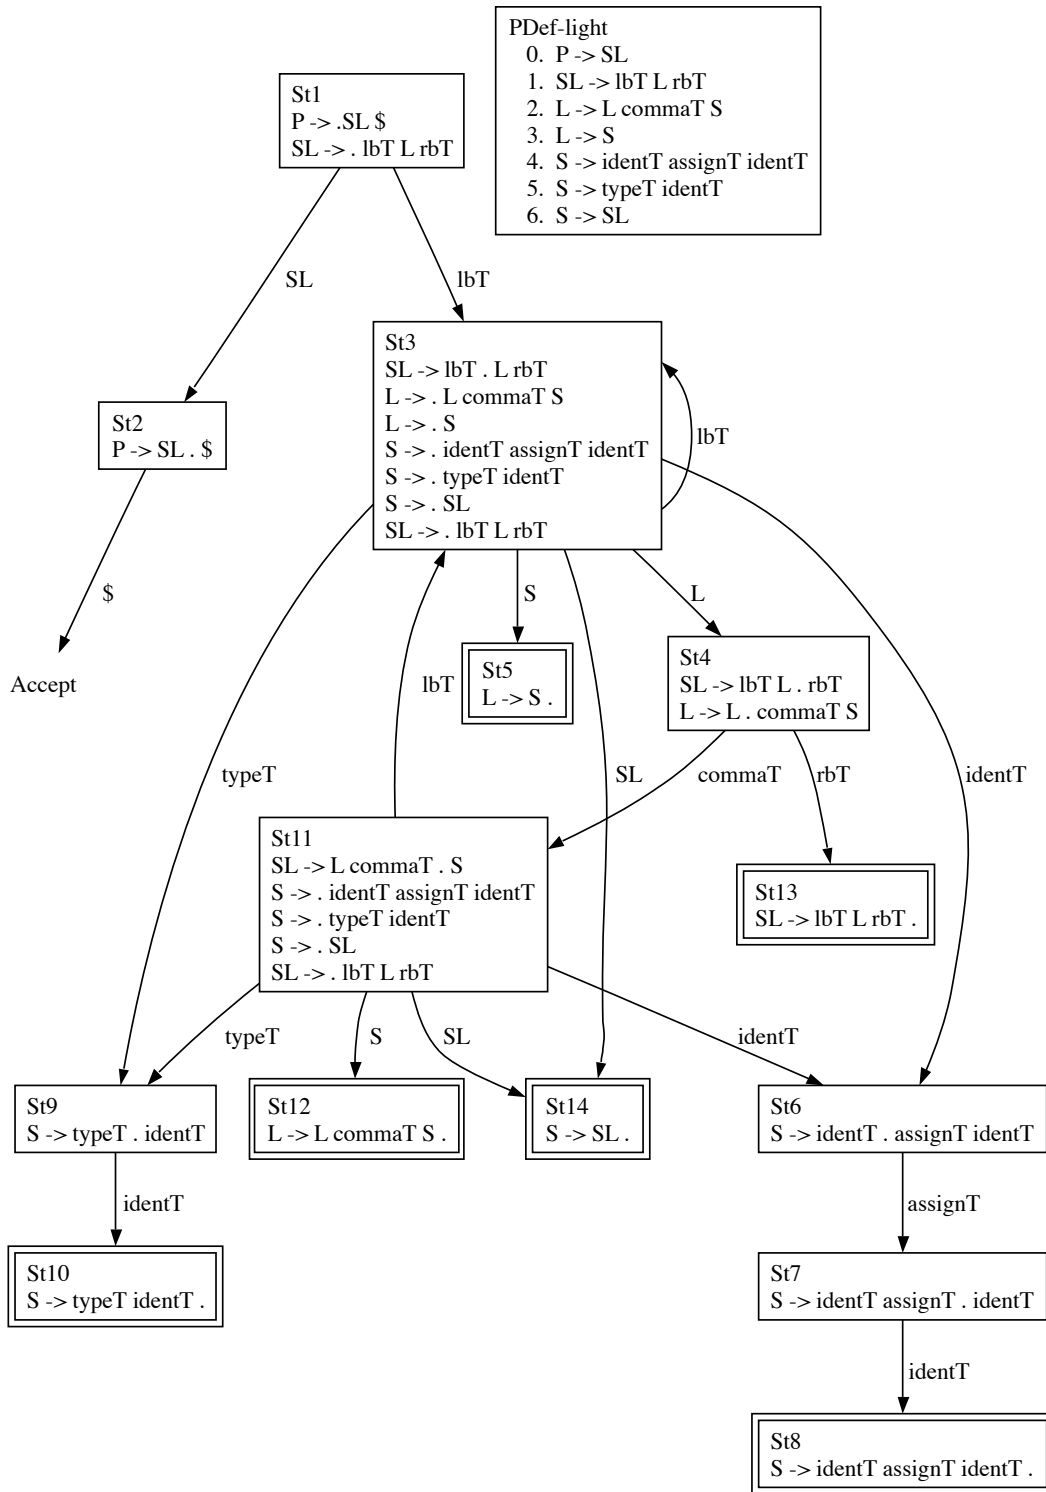 PDef-light
0. P -> SL
1. SL -> lbT L rbT
2. L -> L commaT S
3. L -> S
4. S -> identT assignT identT
5. S -> typeT identT
6. S -> SL
St1
P -> .SL $
SL -> . lbT L rbT
SL
lbT
St3
SL -> lbT . L rbT
L -> . L commaT S
L -> . S
S -> . identT assignT identT
S -> . typeT identT
S -> . SL
SL -> . lbT L rbT
lbT
St2
P -> SL . $
$
S
L
Accept
lbT
St5
L -> S .
St4
SL -> lbT L . rbT
L -> L . commaT S
typeT
SL
commaT
rbT
identT
St11
SL -> L commaT . S
S -> . identT assignT identT
S -> . typeT identT
S -> . SL
SL -> . lbT L rbT
St13
SL -> lbT L rbT .
typeT
S
SL
identT
St9
S -> typeT . identT
St12
L -> L commaT S .
St14
S -> SL .
St6
S -> identT . assignT identT
identT
assignT
St10
S -> typeT identT .
St7
S -> identT assignT . identT
identT
St8
S -> identT assignT identT .